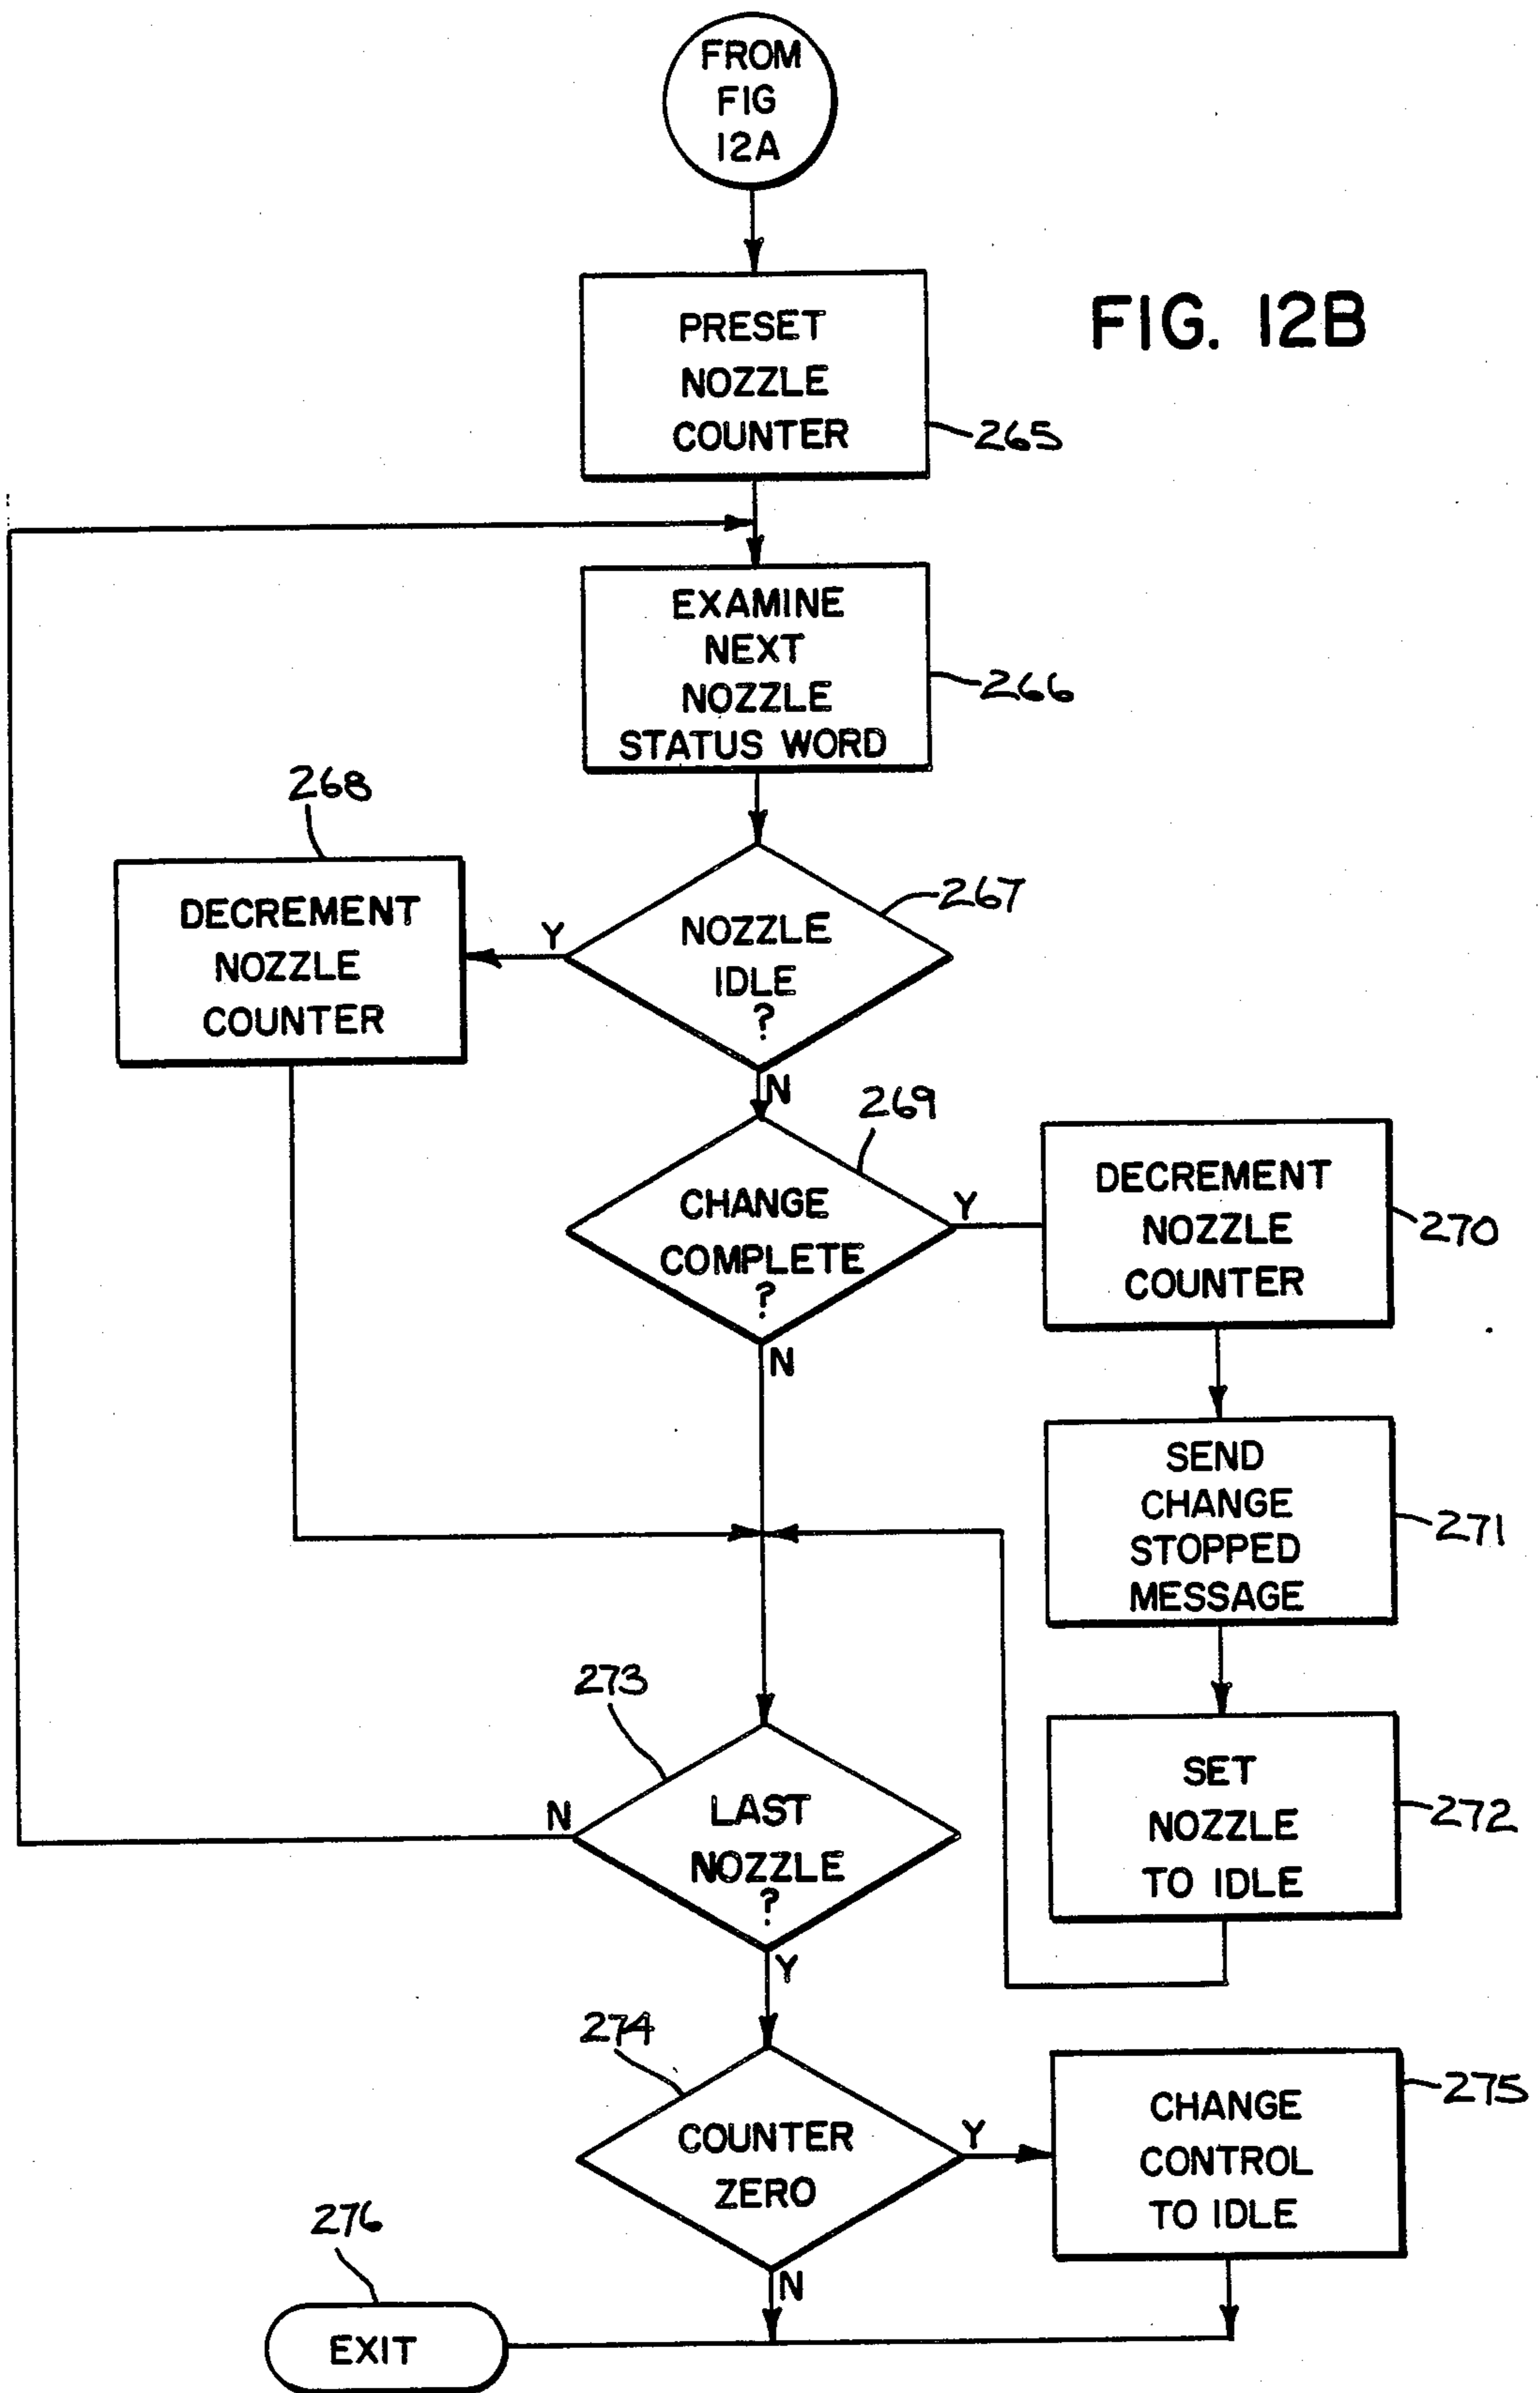 FROM
FIG
12A
FIG. 12B
PRESET
NOZZLE
COUNTER
265
EXAMINE
NEXT
NOZZLE
STATUS WORD
266
268
DECREMENT
NOZZLE
COUNTER
267
Y
NOZZLE
IDLE
?
N
269
CHANGE
COMPLETE
?
Y
N
DECREMENT
NOZZLE
COUNTER
270
SEND
CHANGE
STOPPED
MESSAGE
271
SET
NOZZLE
TO IDLE
272
273
N
LAST
NOZZLE
?
Y
274
COUNTER
ZERO
Y
N
CHANGE
CONTROL
TO IDLE
275
276
EXIT